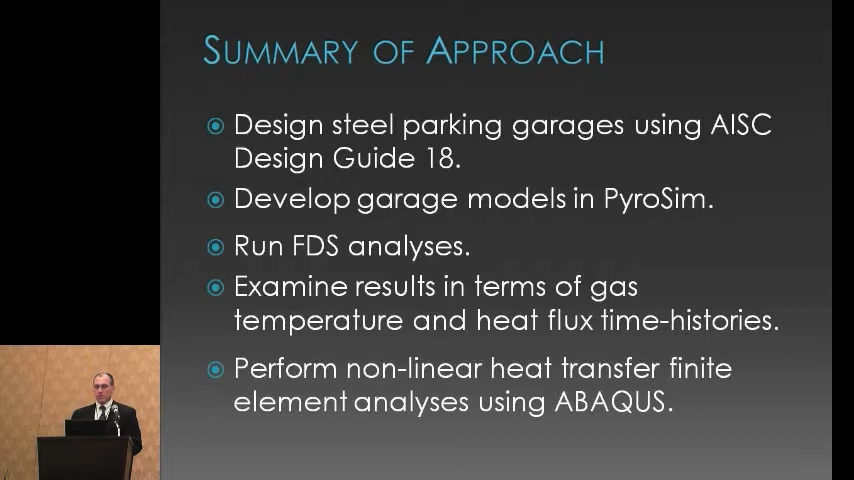 SUMMARY OF APPROACH
Design steel parking garages using AISC
Design Guide 18.
Develop garage models in PyroSim.
Run FDS analyses.
Examine results in terms of gas
temperature and heat flux time-histories.
Perform non-linear heat transfer finite
element analyses using ABAQUS.